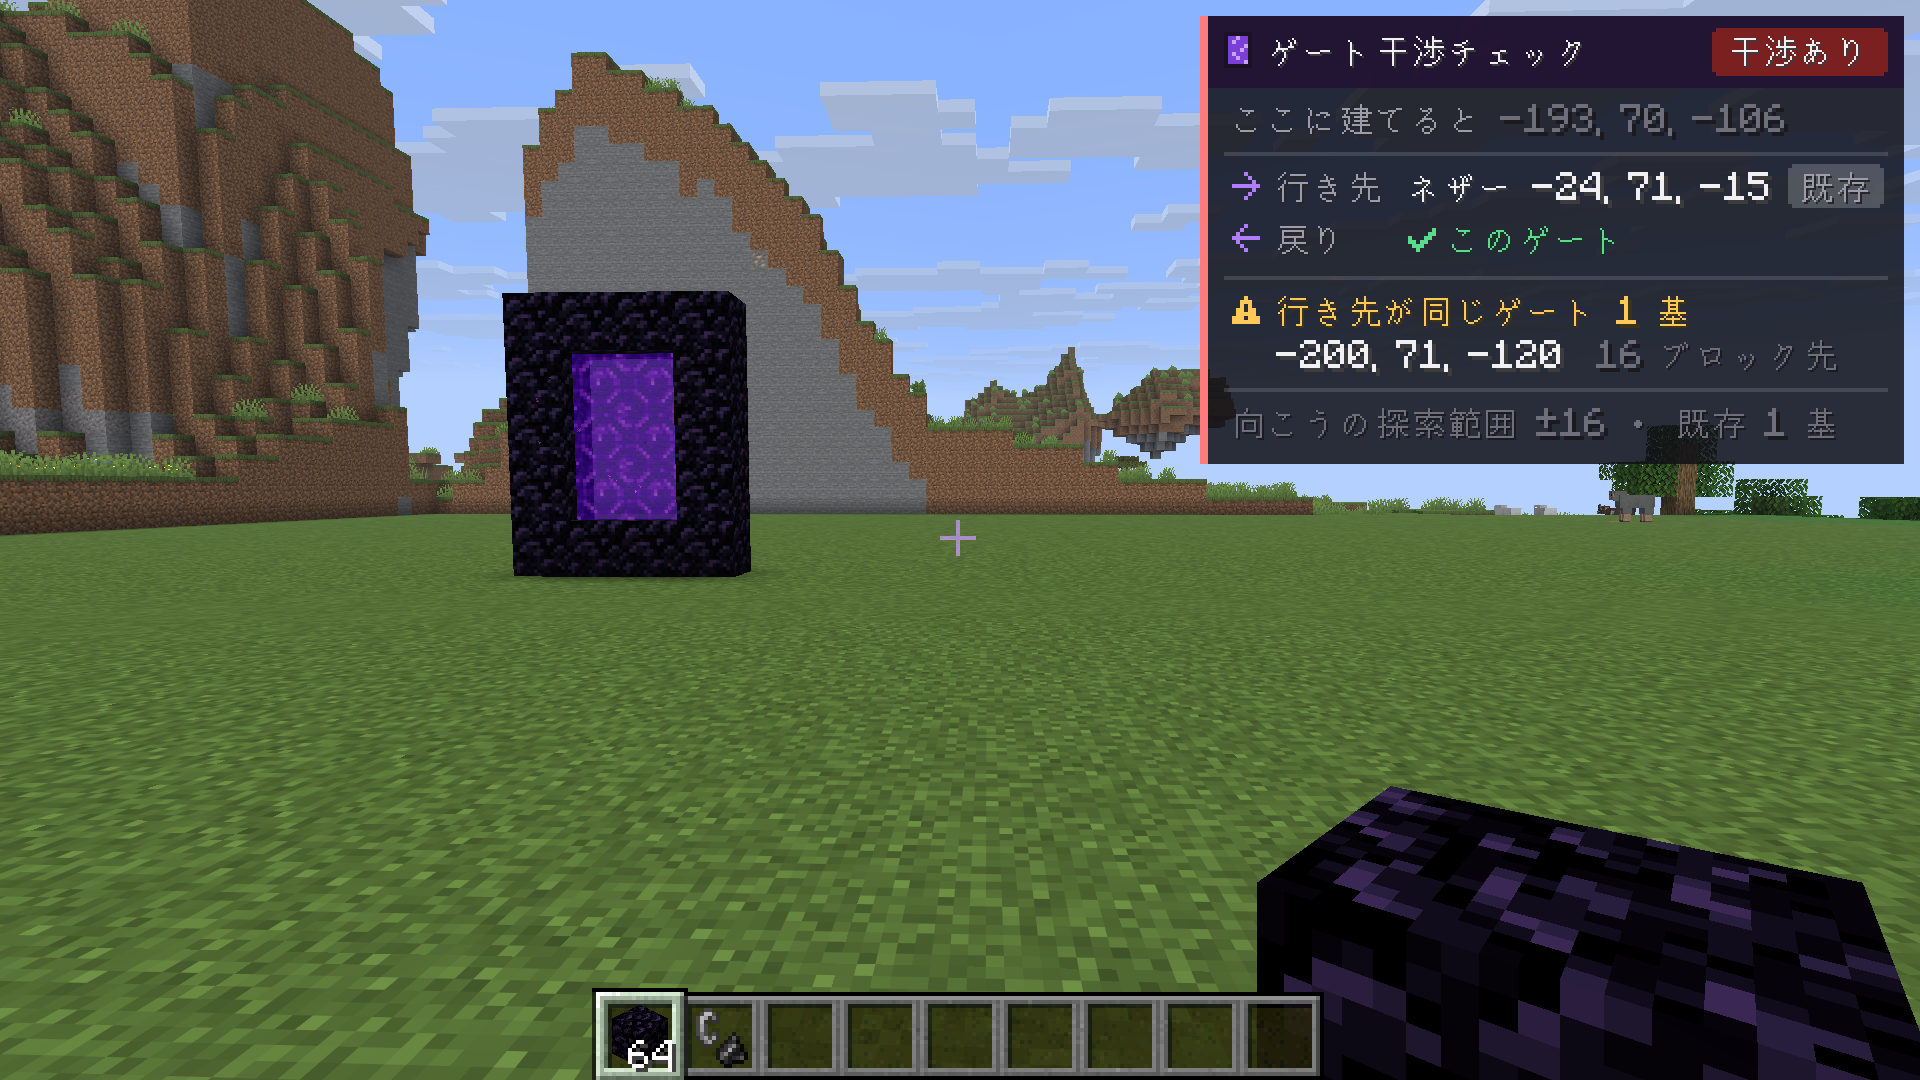 ゲート干渉チェック 干渉あり
ここに建てると -193, 70, -106
→ 行き先 ネザー -24, 71, -15 既存
← 戻り ✔ このゲート
⚠ 行き先が同じゲート 1 基
-200, 71, -120 16 ブロック先
向こうの探索範囲 ±16 · 既存 1 基
64